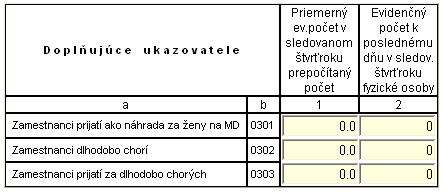 Doplňujúce ukazovatele
Priemerný
ev.počet v
sledovanom
štvrťroku
prepočítaný
počet
Evidenčný
počet k
poslednému
dňu v sledov.
štvrťroku
fyzické osoby
a b 1 2
Zamestnanci prijatí ako náhrada za ženy na MD 0301 0.0 0
Zamestnanci dlhodobo chorí 0302 0.0 0
Zamestnanci prijatí za dlhodobo chorých 0303 0.0 0